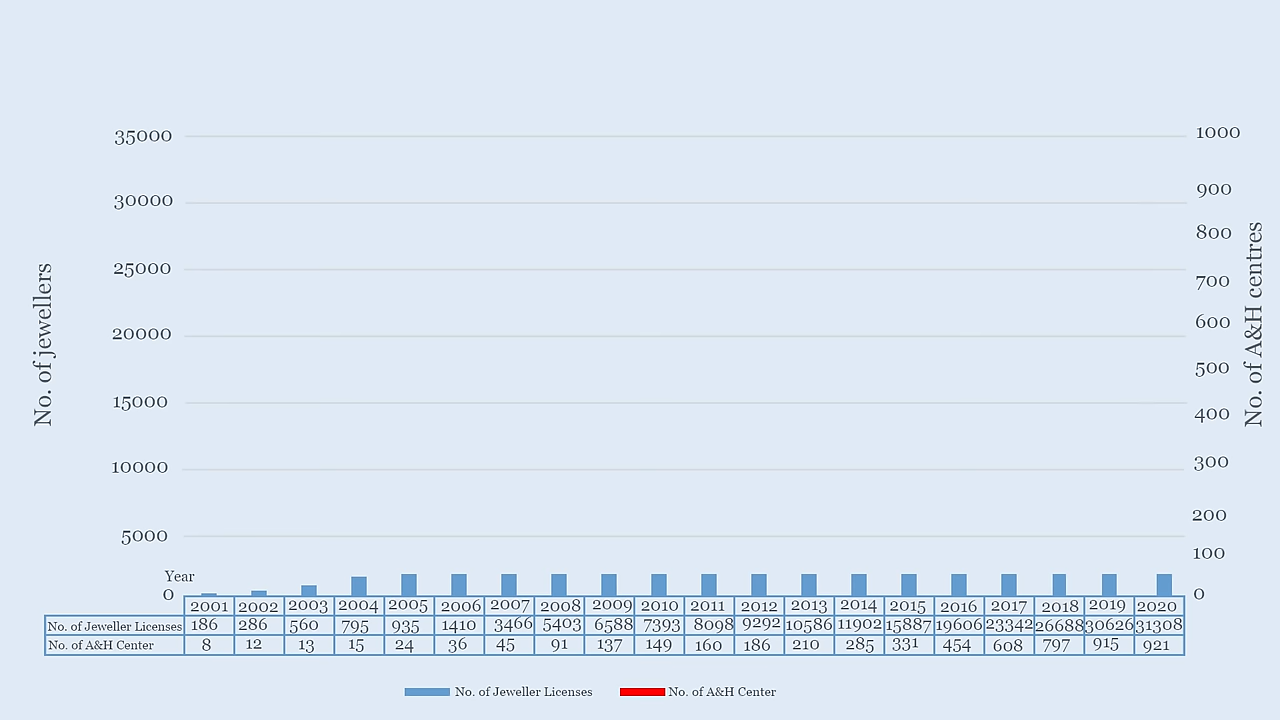 35000
30000
25000
20000
15000
10000
5000
0
No. of jewellers
1000
900
800
700
600
500
400
300
200
100
0
No. of A&H centres
Year
2001 2002 2003 2004 2005 2006 2007 2008 2009 2010 2011 2012 2013 2014 2015 2016 2017 2018 2019 2020
No. of Jeweller Licenses 186 286 560 795 935 1410 3466 5403 6588 7393 8098 9292 10586 11902 15887 19606 23342 26688 30626 31308
No. of A&H Center 8 12 13 15 24 36 45 91 137 149 160 186 210 285 331 454 608 797 915 921
No. of Jeweller Licenses No. of A&H Center